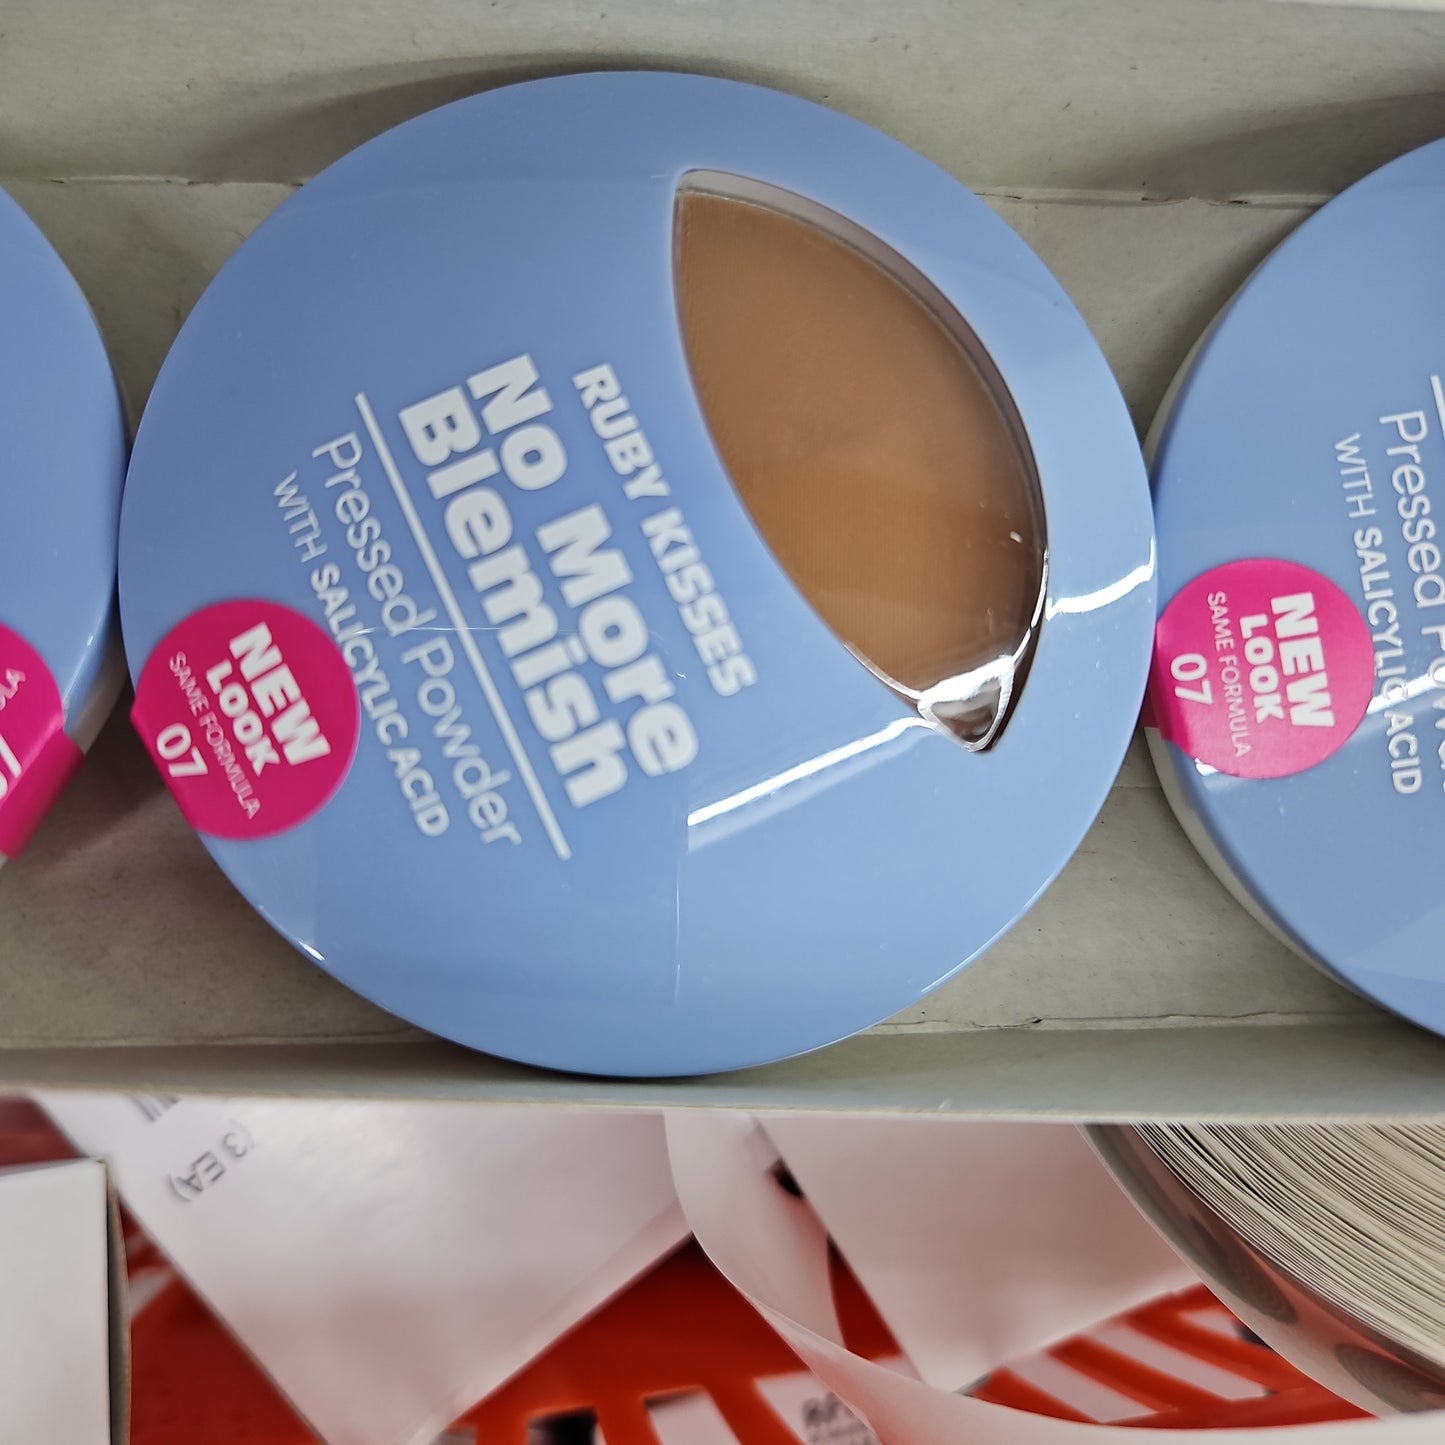 RUBY KISSES
No More
Blemish
Pressed Powder
WITH SALICYLIC ACID
NEW
LOOK
SAME FORMULA
07
Pressed
WITH SALICYLIC ACID
NEW
LOOK
SAME FORMULA
07
(3 EA)